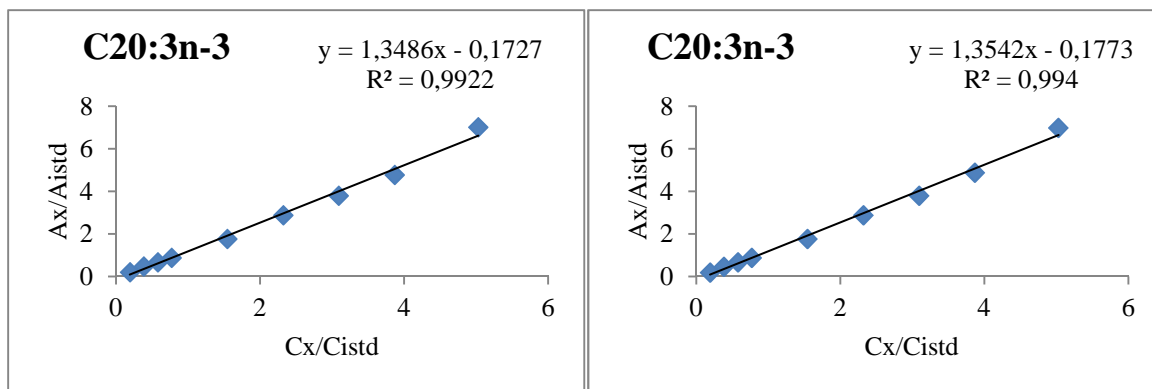 C20:3n-3
y = 1,3486x - 0,1727
R² = 0,9922
8
6
4
2
0
0 2 4 6
Ax/Aistd
Cx/Cistd
C20:3n-3
y = 1,3542x - 0,1773
R² = 0,994
8
6
4
2
0
0 2 4 6
Ax/Aistd
Cx/Cistd